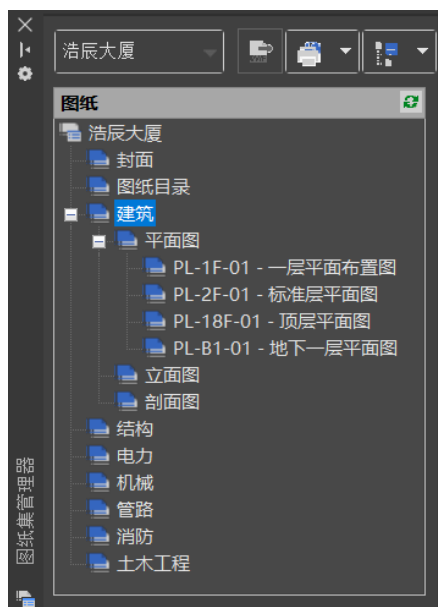 浩辰大厦
图纸
浩辰大厦
封面
图纸目录
建筑
平面图
PL-1F-01 - 一层平面布置图
PL-2F-01 - 标准层平面图
PL-18F-01 - 顶层平面图
PL-B1-01 - 地下一层平面图
立面图
剖面图
结构
电力
机械
管路
消防
土木工程
图纸集管理器